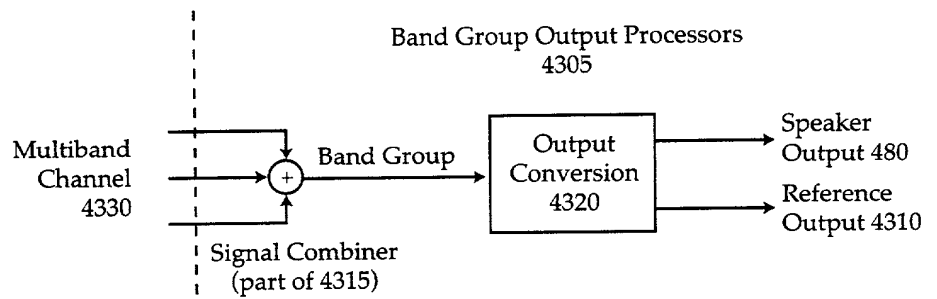 Band Group Output Processors
4305
Multiband
Channel
4330
+
Band Group
Output
Conversion
4320
Speaker
Output 480
Reference
Output 4310
Signal Combiner
(part of 4315)